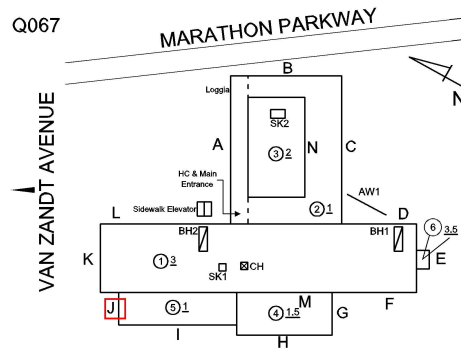 Q067
MARATHON PARKWAY
VAN ZANDT AVENUE
N
B
Loggia
SK2
A
3 2
N
C
HC & Main
Entrance
AW1
Sidewalk Elevator
2 1
L
D
BH2
BH1
6 3.5
K
1 3
SK1
CH
E
J
5 1
M
4 1.5
G
F
I
H